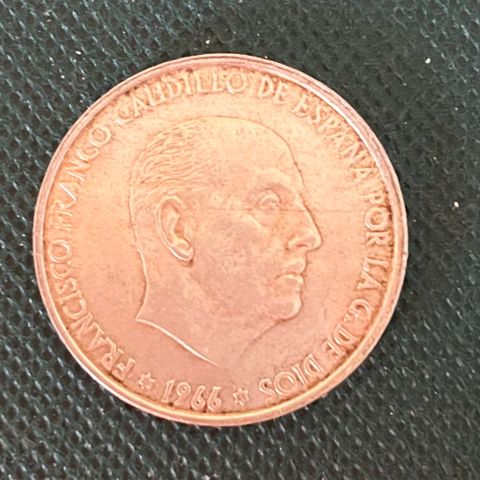 FRANCISCO FRANCO CAUDILLO DE ESPAÑA POR LA G. DE DIOS
1966